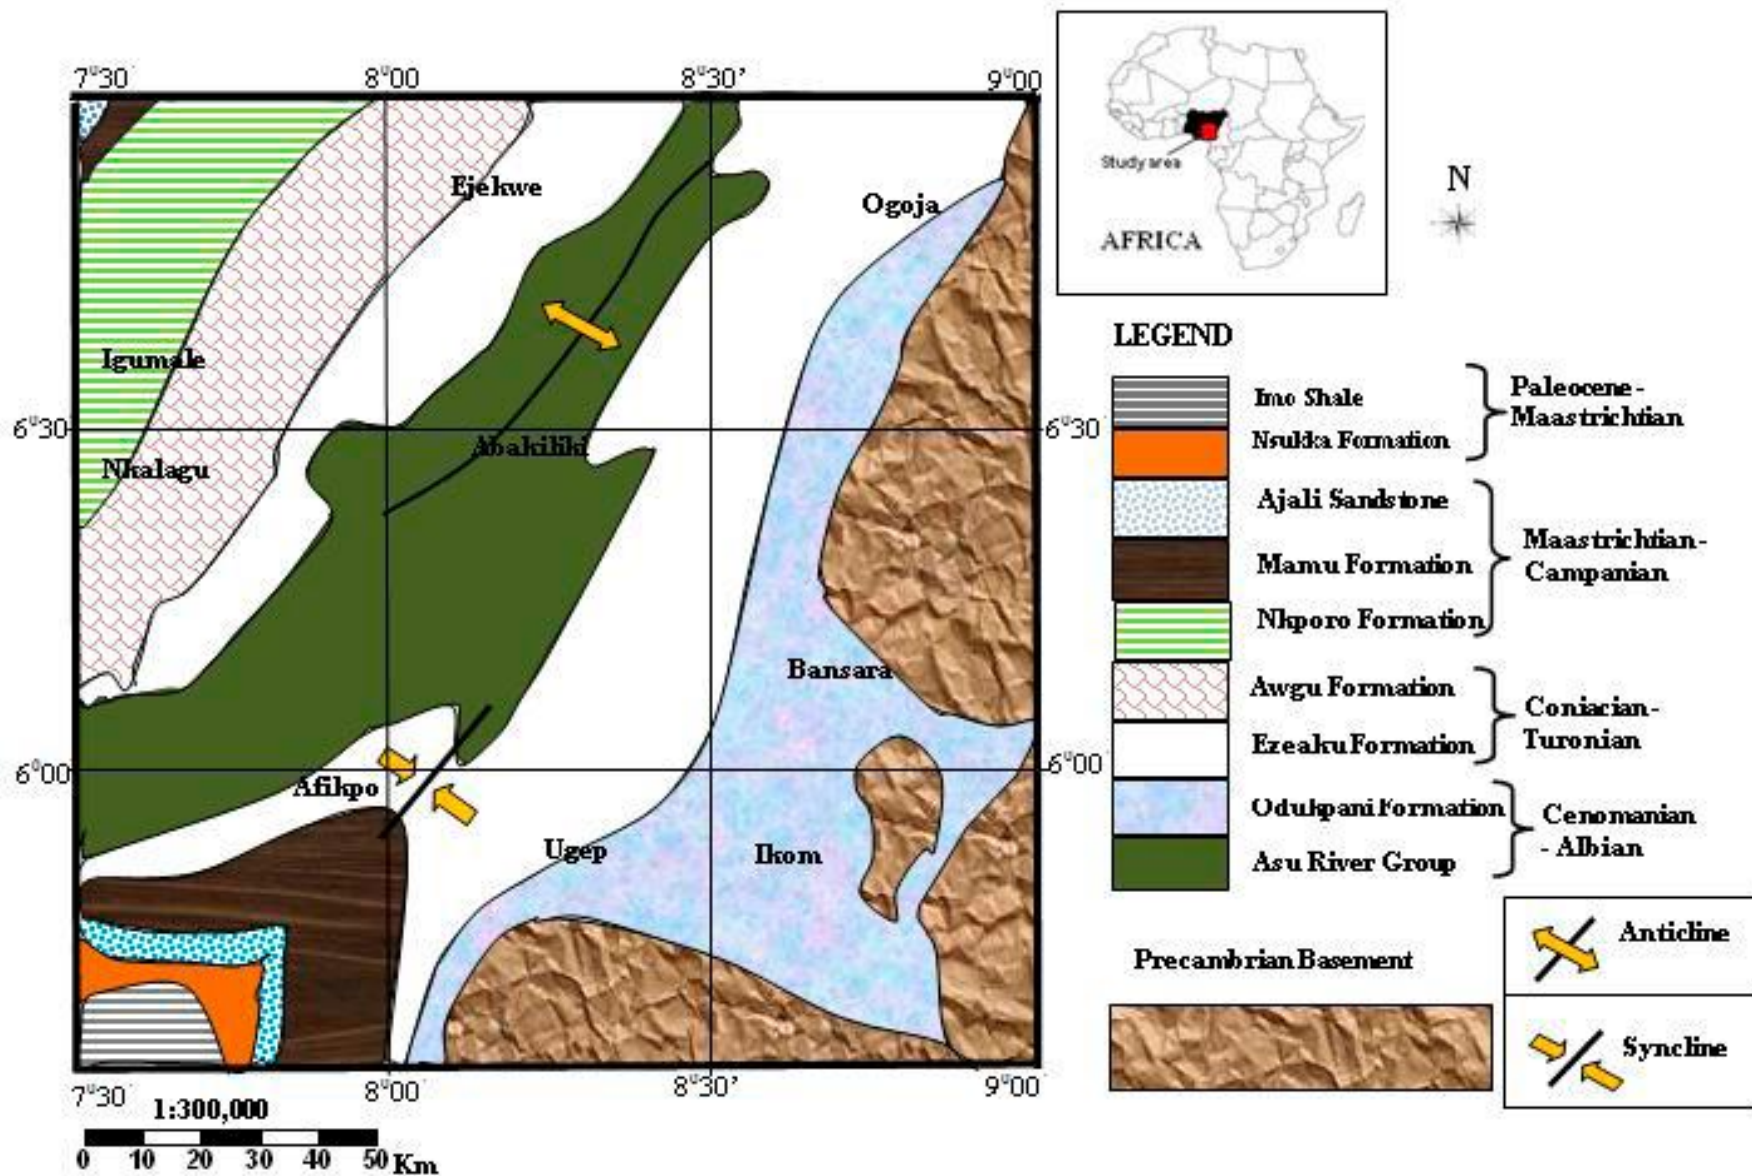 7°30
8°00
8°30'
9°00
Study area
AFRICA
N
Ejekwe
Ogoja
LEGEND
Igumale
Imo Shale
Paleocene-
Maastrichtian
6°30
6°30
Nsukka Formation
Abakiliki
Nkalagu
Ajali Sandstone
Maastrichtian-
Campanian
Mamu Formation
Nkporo Formation
Bansara
Awgu Formation
Coniacian-
Turonian
Ezeaku Formation
6°00
6°00
Afikpo
Odukpani Formation
Cenomanian
- Albian
Ugep
Ikom
Asu River Group
Anticline
Precambrian Basement
Syncline
7°30
8°00
8°30'
9°00
1:300,000
0 10 20 30 40 50 Km